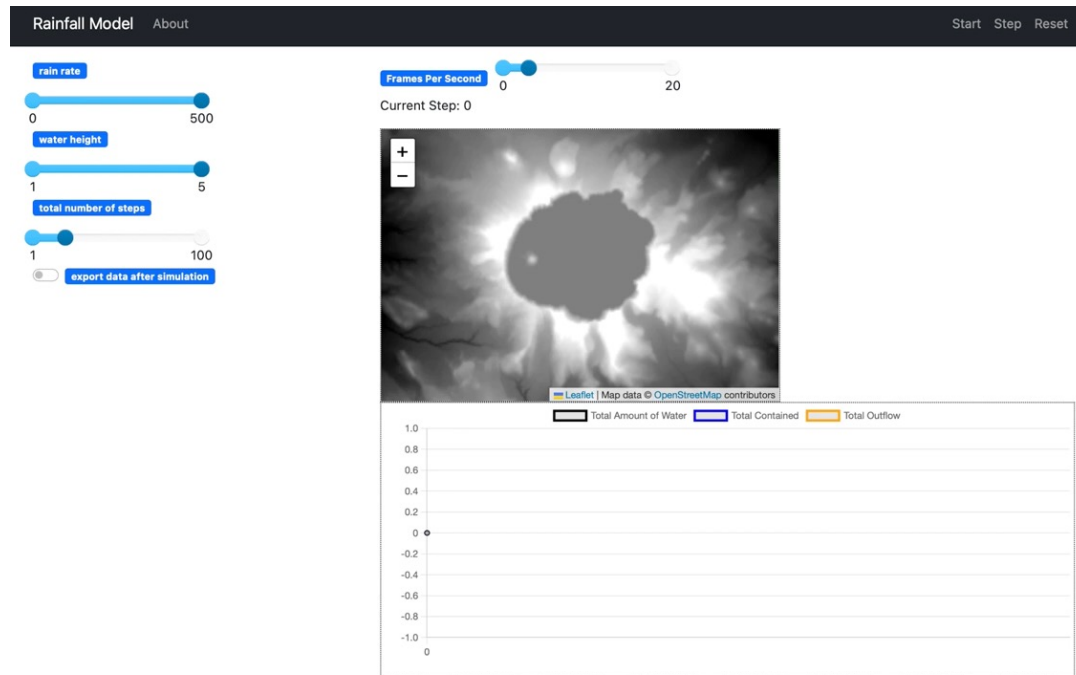 Rainfall Model About Start Step Reset
rain rate
0 500
water height
1 5
total number of steps
1 100
export data after simulation
Frames Per Second
0 20
Current Step: 0
+
−
Leaflet | Map data © OpenStreetMap contributors
Total Amount of Water Total Contained Total Outflow
1.0
0.8
0.6
0.4
0.2
0
-0.2
-0.4
-0.6
-0.8
-1.0
0